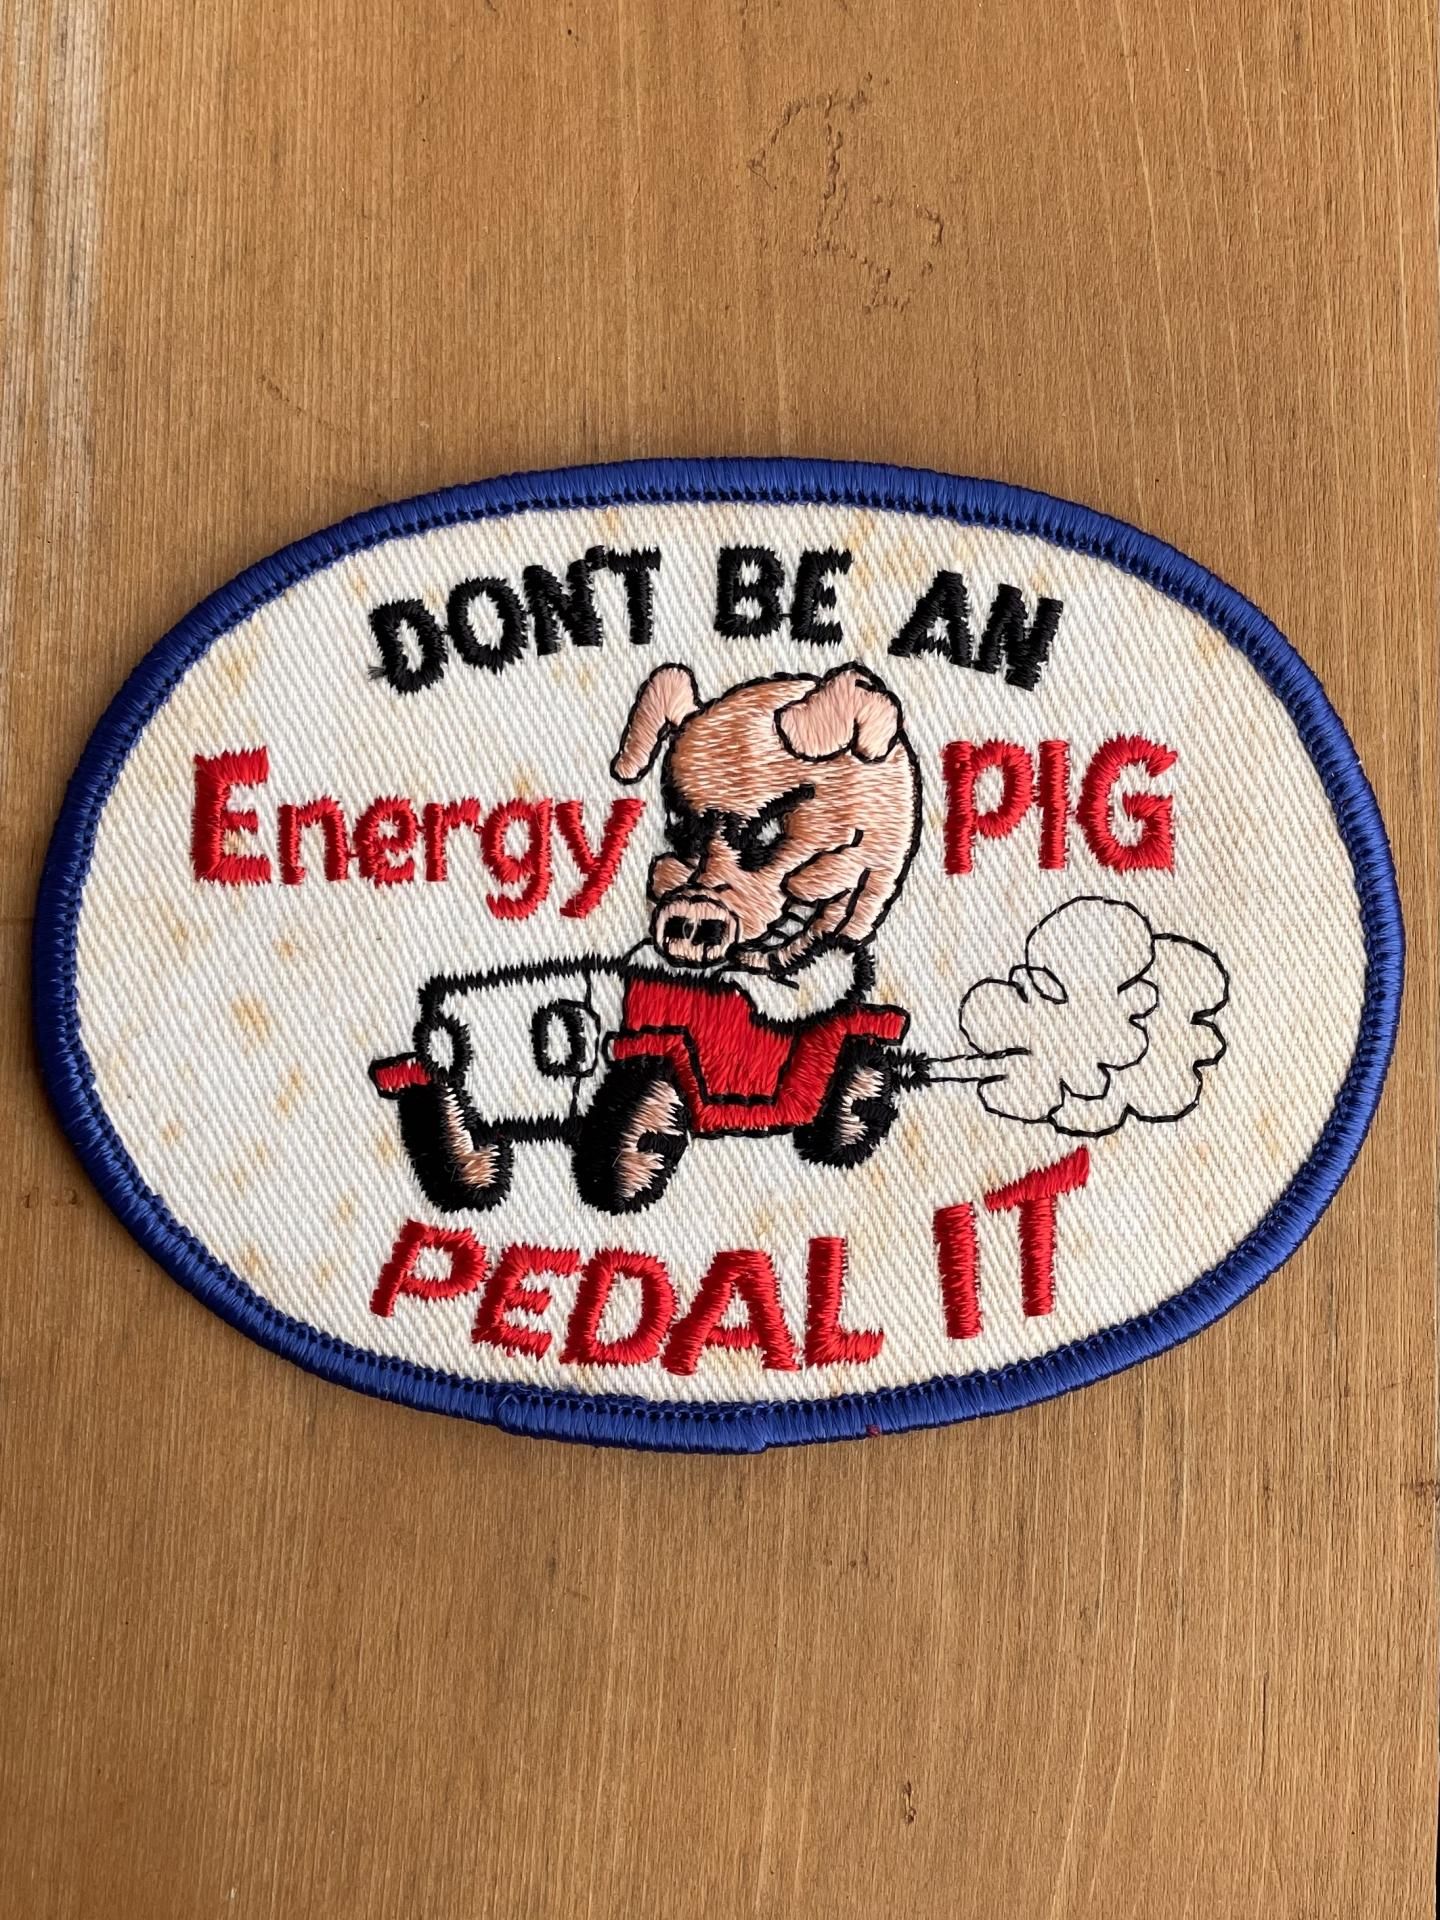 DON'T BE AN
Energy PIG
PEDAL IT